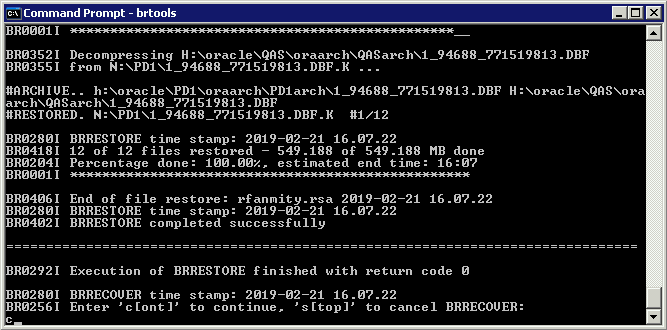 Command Prompt - brtools
BR0001I ************************************************__
BR0352I Decompressing H:\oracle\QAS\oraarch\QASarch\1_94688_771519813.DBF
BR0355I from N:\PD1\1_94688_771519813.DBF.K ...
#ARCHIVE.. h:\oracle\PD1\oraarch\PD1arch\1_94688_771519813.DBF H:\oracle\QAS\ora
arch\QASarch\1_94688_771519813.DBF
#RESTORED. N:\PD1\1_94688_771519813.DBF.K  #1/12
BR0280I BRRESTORE time stamp: 2019-02-21 16.07.22
BR0418I 12 of 12 files restored - 549.188 of 549.188 MB done
BR0204I Percentage done: 100.00%, estimated end time: 16:07
BR0001I **************************************************
BR0406I End of file restore: rfanmity.rsa 2019-02-21 16.07.22
BR0280I BRRESTORE time stamp: 2019-02-21 16.07.22
BR0402I BRRESTORE completed successfully
===============================================================================
BR0292I Execution of BRRESTORE finished with return code 0
BR0280I BRRECOVER time stamp: 2019-02-21 16.07.22
BR0256I Enter 'c[ont]' to continue, 's[top]' to cancel BRRECOVER:
c_